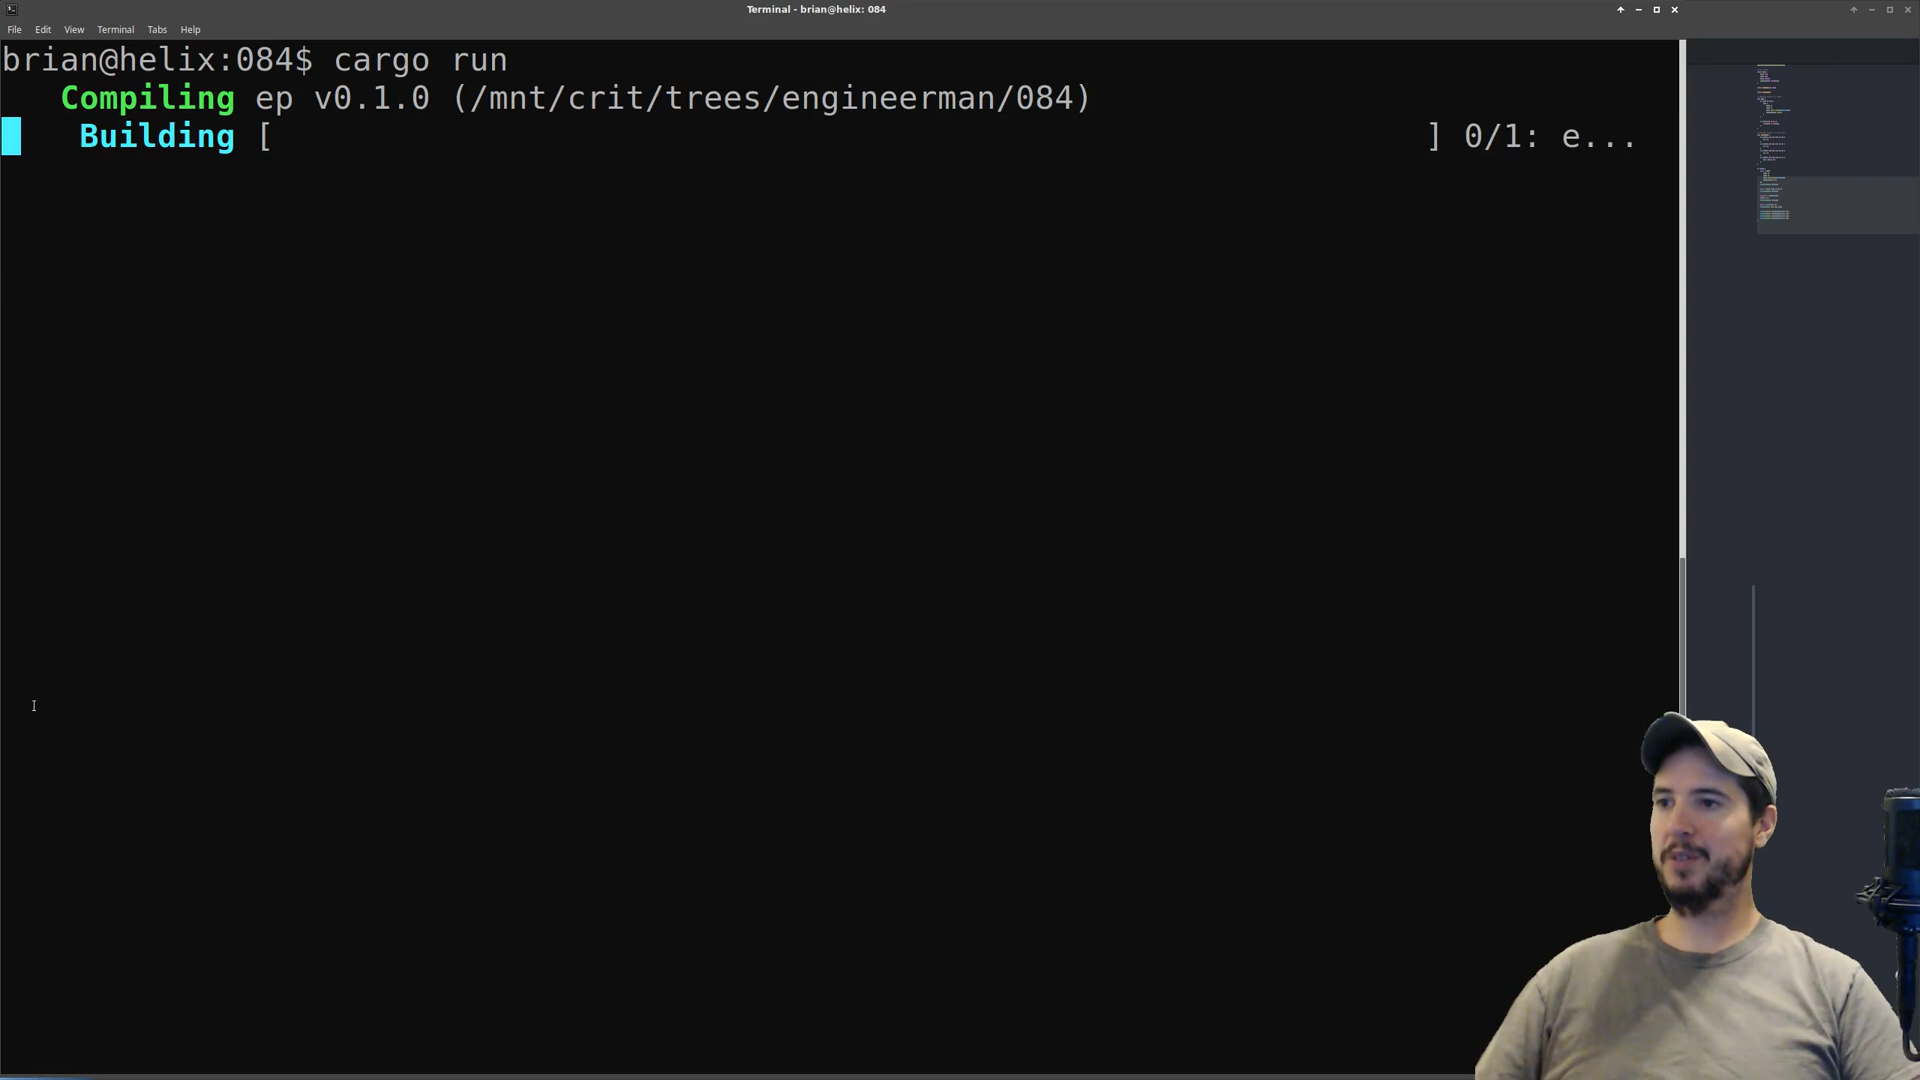 Terminal - brian@helix: 084
File Edit View Terminal Tabs Help
brian@helix:084$ cargo run
Compiling ep v0.1.0 (/mnt/crit/trees/engineerman/084)
Building [ ] 0/1: e...